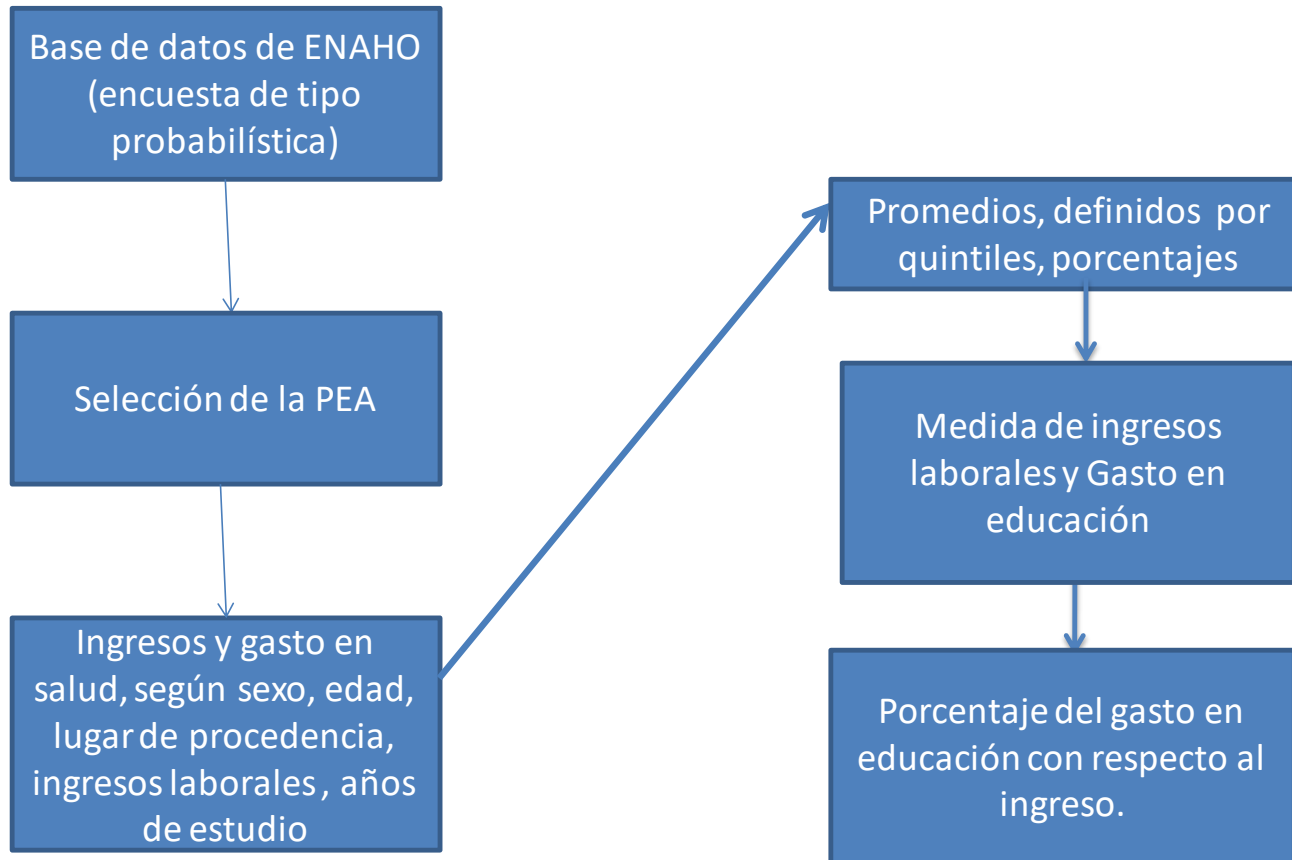 Base de datos de ENAHO
(encuesta de tipo
probabilística)
Selección de la PEA
Ingresos y gasto en
salud, según sexo, edad,
lugar de procedencia,
ingresos laborales , años
de estudio
Promedios, definidos por
quintiles, porcentajes
Medida de ingresos
laborales y Gasto en
educación
Porcentaje del gasto en
educación con respecto al
ingreso.